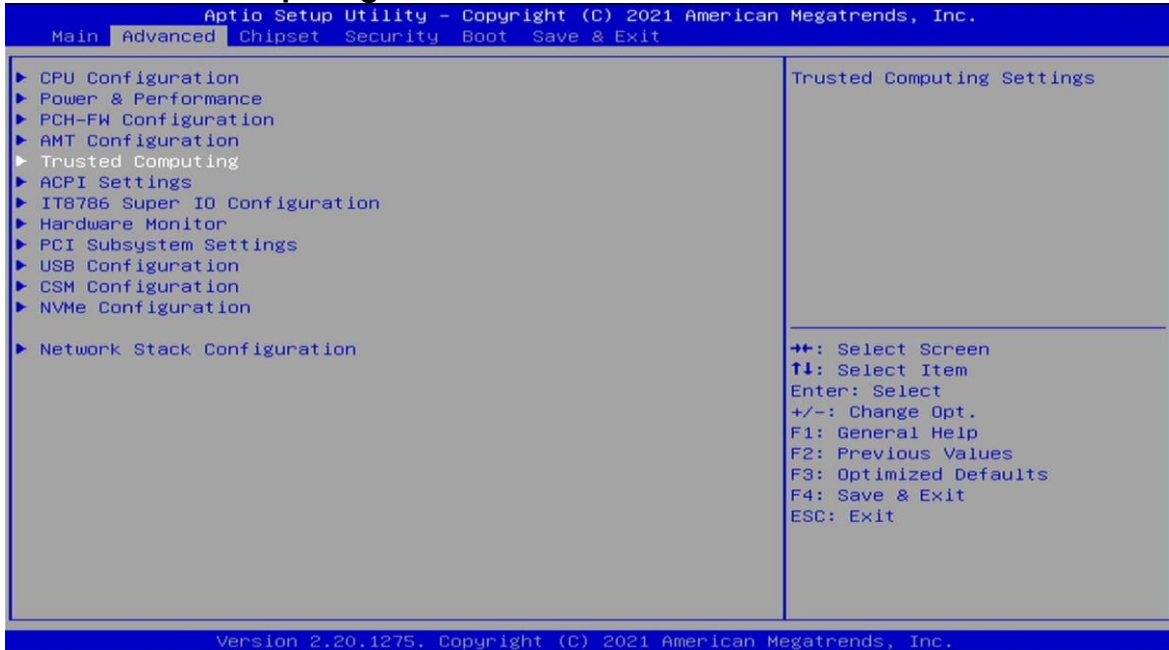 Aptio Setup Utility – Copyright (C) 2021 American Megatrends, Inc.
Main Advanced Chipset Security Boot Save & Exit
▶ CPU Configuration
▶ Power & Performance
▶ PCH-FW Configuration
▶ AMT Configuration
▶ Trusted Computing
▶ ACPI Settings
▶ IT8786 Super IO Configuration
▶ Hardware Monitor
▶ PCI Subsystem Settings
▶ USB Configuration
▶ CSM Configuration
▶ NVMe Configuration
▶ Network Stack Configuration
Trusted Computing Settings
→←: Select Screen
↑↓: Select Item
Enter: Select
+/-: Change Opt.
F1: General Help
F2: Previous Values
F3: Optimized Defaults
F4: Save & Exit
ESC: Exit
Version 2.20.1275. Copyright (C) 2021 American Megatrends, Inc.